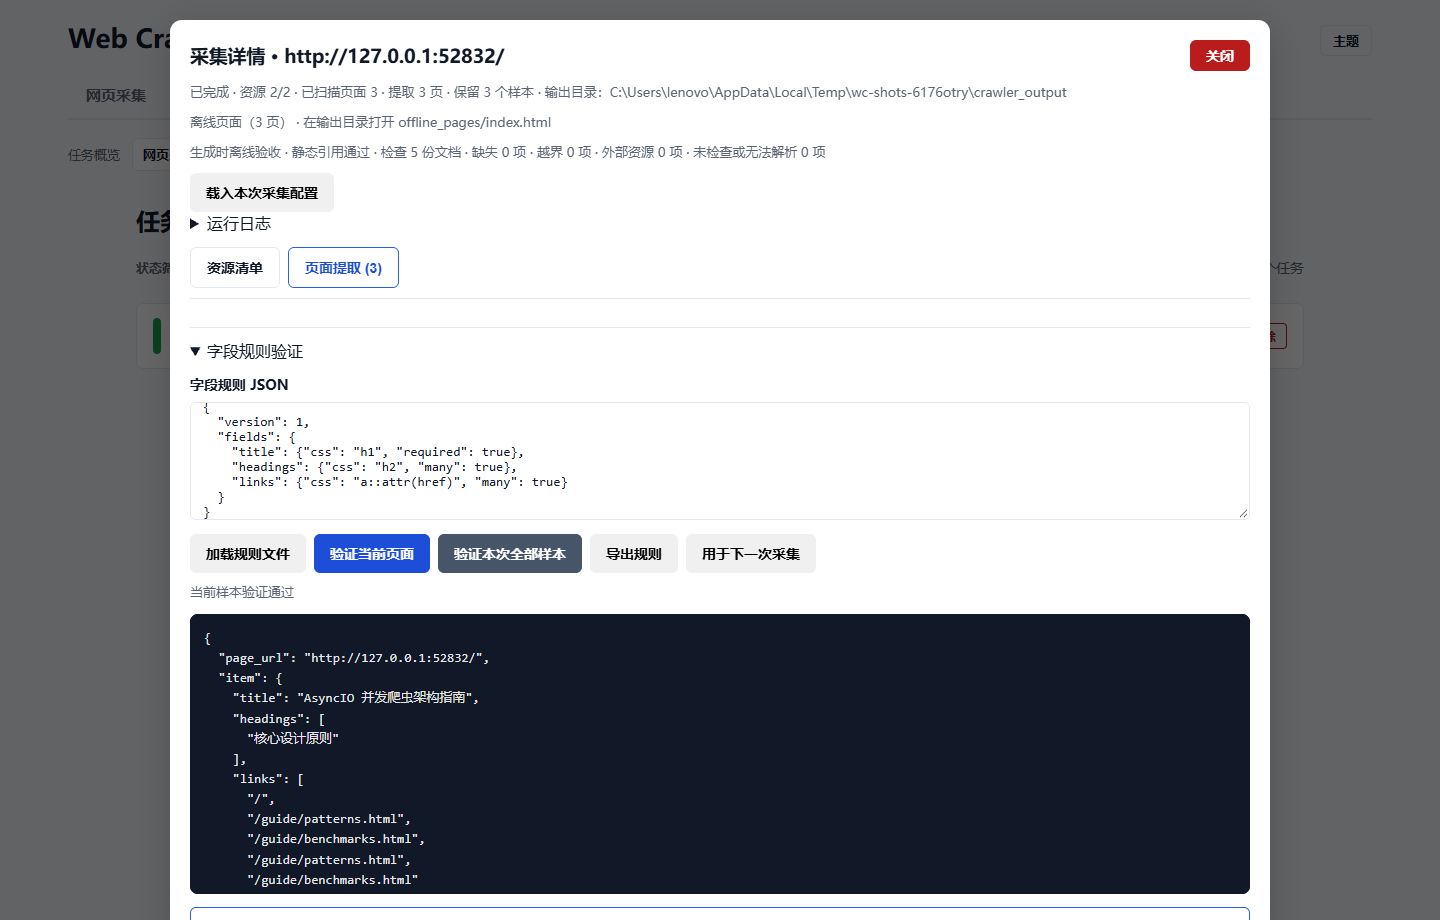 Web Cra
主题
网页采集
任务概览
网页
任务
状态筛
个任务
除
采集详情 • http://127.0.0.1:52832/
关闭
已完成 · 资源 2/2 · 已扫描页面 3 · 提取 3 页 · 保留 3 个样本 · 输出目录：C:\Users\lenovo\AppData\Local\Temp\wc-shots-6176otry\crawler_output
离线页面（3 页） · 在输出目录打开 offline_pages/index.html
生成时离线验收 · 静态引用通过 · 检查 5 份文档 · 缺失 0 项 · 越界 0 项 · 外部资源 0 项 · 未检查或无法解析 0 项
载入本次采集配置
▶ 运行日志
资源清单
页面提取 (3)
▼ 字段规则验证
字段规则 JSON
{
  "version": 1,
  "fields": {
    "title": {"css": "h1", "required": true},
    "headings": {"css": "h2", "many": true},
    "links": {"css": "a::attr(href)", "many": true}
  }
}
加载规则文件
验证当前页面
验证本次全部样本
导出规则
用于下一次采集
当前样本验证通过
{
  "page_url": "http://127.0.0.1:52832/",
  "item": {
    "title": "AsyncIO 并发爬虫架构指南",
    "headings": [
      "核心设计原则"
    ],
    "links": [
      "/",
      "/guide/patterns.html",
      "/guide/benchmarks.html",
      "/guide/patterns.html",
      "/guide/benchmarks.html"